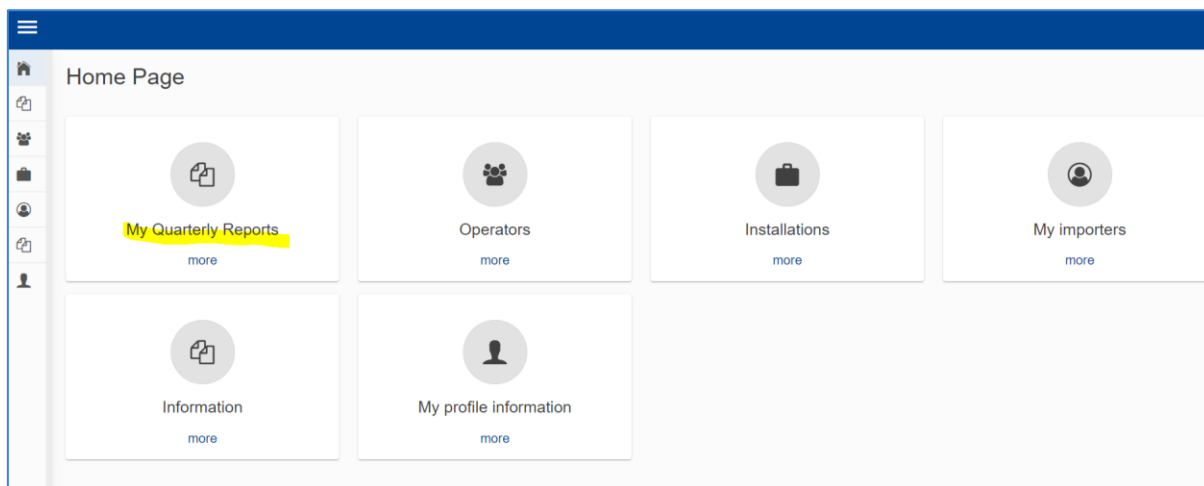 Home Page
My Quarterly Reports
more
Operators
more
Installations
more
My importers
more
Information
more
My profile information
more